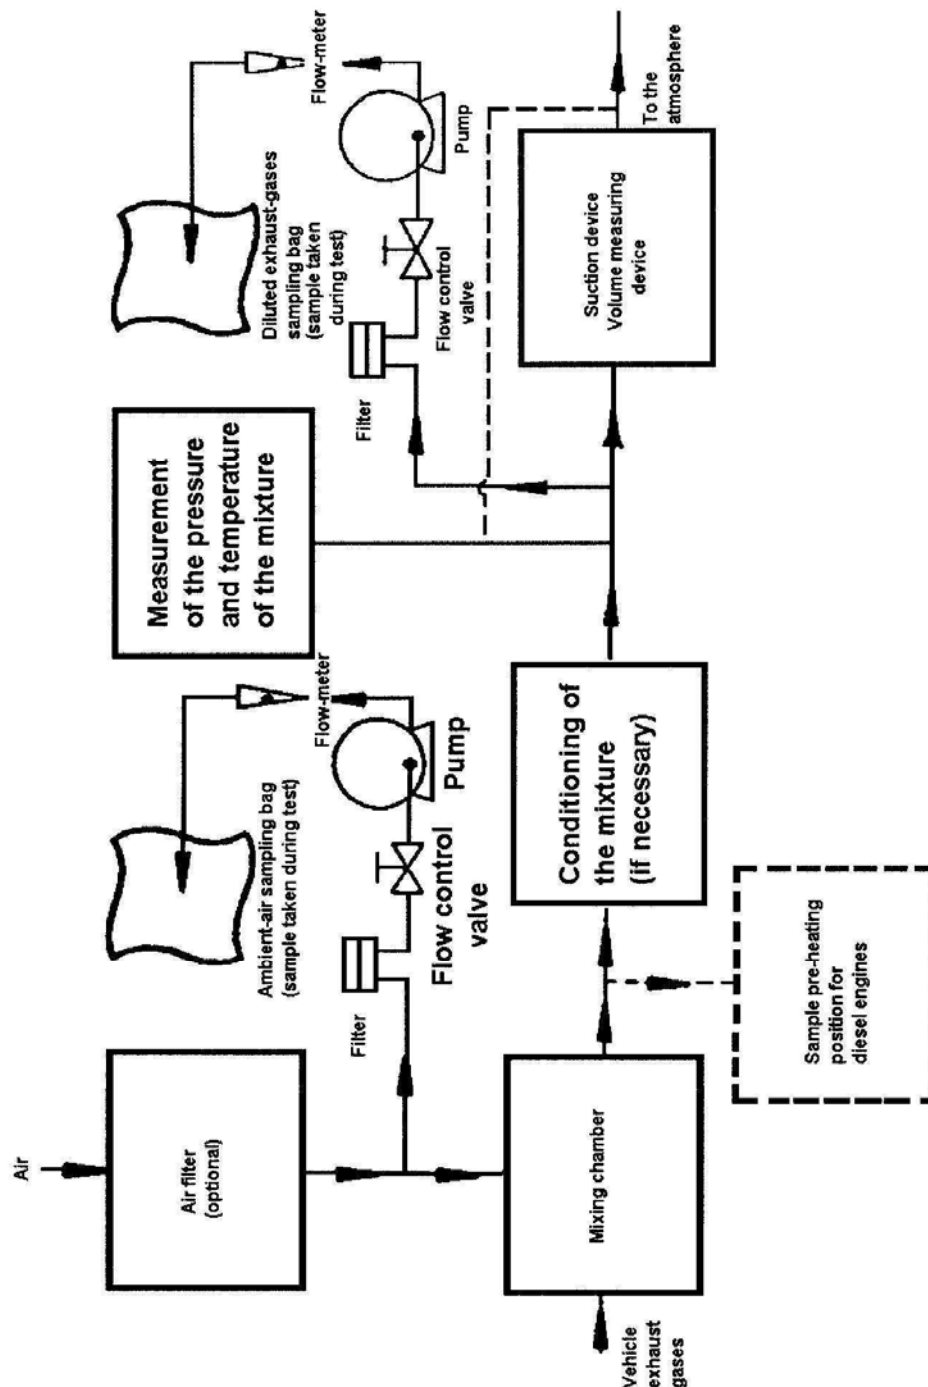 Air
Air filter
(optional)
Vehicle
exhaust
gases
Mixing chamber
Filter
Flow control
valve
Pump
Flow-meter
Ambient-air sampling bag
(sample taken during test)
Sample pre-heating
position for
diesel engines
Conditioning of
the mixture
(if necessary)
Measurement
of the pressure
and temperature
of the mixture
Filter
Flow control
valve
Pump
Flow-meter
Diluted exhaust-gases
sampling bag
(sample taken
during test)
Suction device
Volume measuring
device
To the
atmosphere